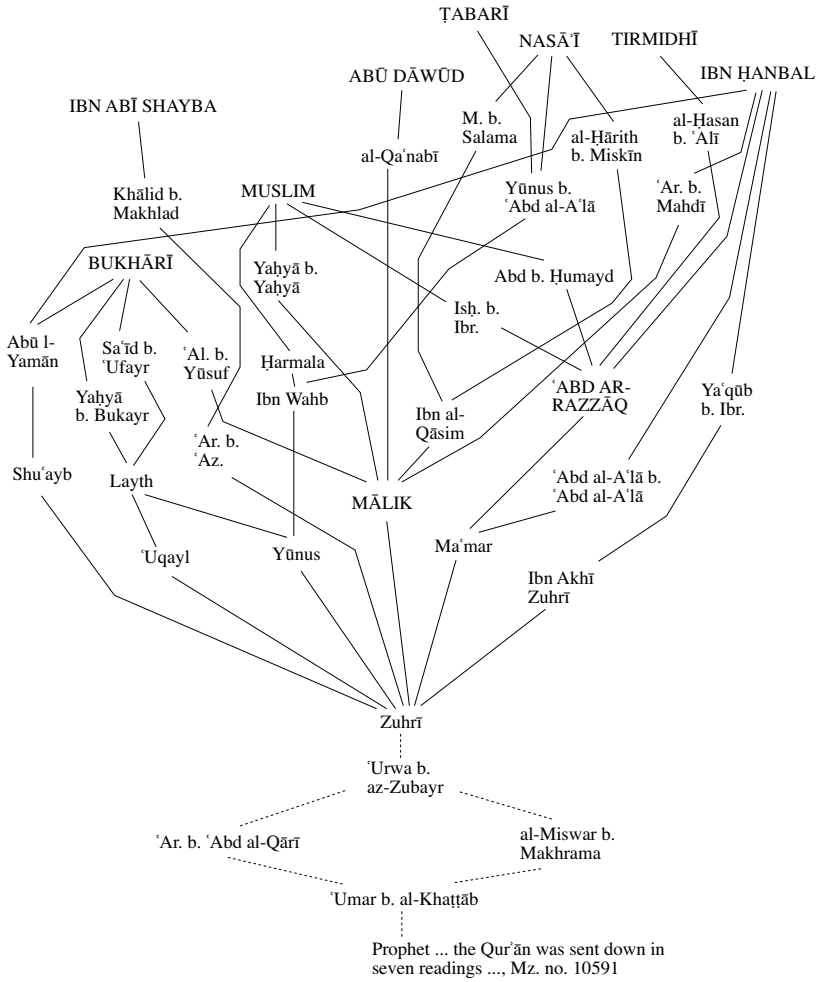 ṬABARĪ
NASĀʾĪ
TIRMIDHĪ
ABŪ DĀWŪD
IBN ḤANBAL
IBN ABĪ SHAYBA
M. b.
Salama
al-Ḥārith
b. Miskīn
al-Ḥasan
b. ʿAlī
al-Qaʿnabī
Khālid b.
Makhlad
MUSLIM
Yūnus b.
ʿAbd al-Aʿlā
ʿAr. b.
Mahdī
BUKHĀRĪ
Yaḥyā b.
Yaḥyā
Abd b. Ḥumayd
Isḥ. b.
Ibr.
Abū l-
Yamān
Saʿīd b.
ʿUfayr
ʿAl. b.
Yūsuf
Ḥarmala
Ibn Wahb
Yaḥyā
b. Bukayr
Ibn al-
Qāsim
ʿABD AR-
RAZZĀQ
Yaʿqūb
b. Ibr.
ʿAr. b.
ʿAz.
Shuʿayb
Layth
MĀLIK
ʿAbd al-Aʿlā b.
ʿAbd al-Aʿlā
ʿUqayl
Yūnus
Maʿmar
Ibn Akhī
Zuhrī
Zuhrī
ʿUrwa b.
az-Zubayr
ʿAr. b. ʿAbd al-Qārī
al-Miswar b.
Makhrama
ʿUmar b. al-Khaṭṭāb
Prophet ... the Qurʾān was sent down in
seven readings ..., Mz. no. 10591